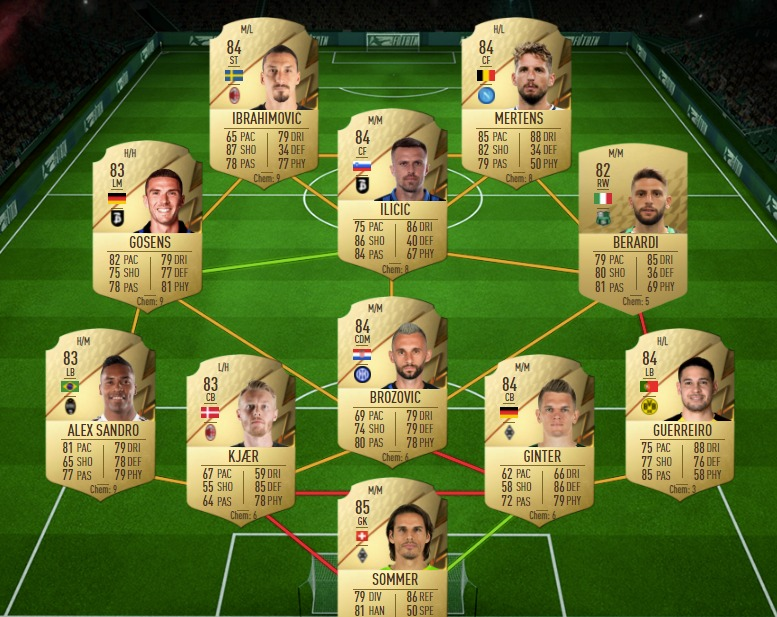 M/L
84
ST
IBRAHIMOVIC
65 PAC 79 DRI
87 SHO 34 DEF
78 PAS 77 PHY
Chem: 9
H/L
84
CF
MERTENS
85 PAC 88 DRI
82 SHO 34 DEF
79 PAS 50 PHY
Chem: 8
M/M
84
CF
ILICIC
75 PAC 86 DRI
86 SHO 40 DEF
84 PAS 67 PHY
Chem: 8
H/H
83
LM
GOSENS
82 PAC 79 DRI
75 SHO 77 DEF
78 PAS 81 PHY
Chem: 9
M/M
82
RW
BERARDI
79 PAC 85 DRI
80 SHO 36 DEF
81 PAS 69 PHY
Chem: 5
M/M
84
CDM
BROZOVIC
69 PAC 79 DRI
74 SHO 79 DEF
80 PAS 78 PHY
Chem: 6
H/M
83
LB
ALEX SANDRO
81 PAC 79 DRI
65 SHO 78 DEF
77 PAS 79 PHY
Chem: 9
L/H
83
CB
KJÆR
67 PAC 59 DRI
55 SHO 85 DEF
64 PAS 78 PHY
Chem: 6
M/M
84
CB
GINTER
62 PAC 66 DRI
58 SHO 86 DEF
72 PAS 79 PHY
Chem: 6
H/L
84
LB
GUERREIRO
75 PAC 88 DRI
77 SHO 76 DEF
85 PAS 58 PHY
Chem: 3
M/M
85
GK
SOMMER
79 DIV 86 REF
81 HAN 50 SPE